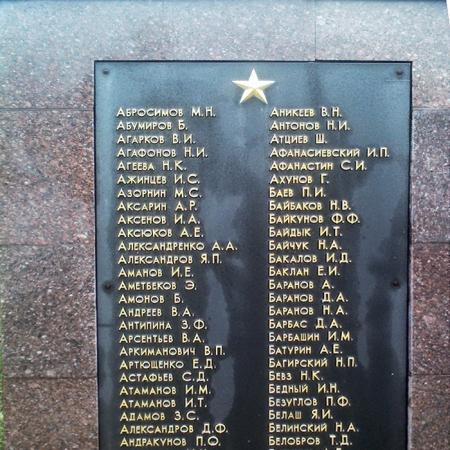 Абросимов М.Н.
Абумиров Б.
Агарков В.И.
Агафонов Н.И.
Агеева Н.К.
Ажинцев И.С.
Азорнин М.С.
Аксарин А.Р.
Аксенов И.А.
Аксюков А.Е.
Александренко А.А.
Александров Я.П.
Аманов И.Е.
Аметбеков Э.
Амонов Б.
Андреев В.А.
Антипина З.Ф.
Арсентьев В.А.
Аркиманович В.П.
Артющенко Е.Д.
Астафьев С.Д.
Атаманов И.М.
Атаманов И.Т.
Адамов З.С.
Александров Д.Ф.
Андракунов П.О.
Аникеев В.Н.
Антонов Н.И.
Атциев Ш.
Афанасиевский И.П.
Афанастин С.И.
Ахунов Г.
Баев П.И.
Байбаков Н.В.
Байкунов Ф.Ф.
Байдык И.Т.
Байчук Н.А.
Бакалов И.Д.
Баклан Е.И.
Баранов А.
Баранов Д.А.
Баранов Н.А.
Барбас Д.А.
Барбашин И.М.
Батурин А.Е.
Багирский Н.П.
Бевз Н.К.
Бедный И.Н.
Безуглов П.Ф.
Белаш Я.И.
Белинский Н.А.
Белобров Т.Д.